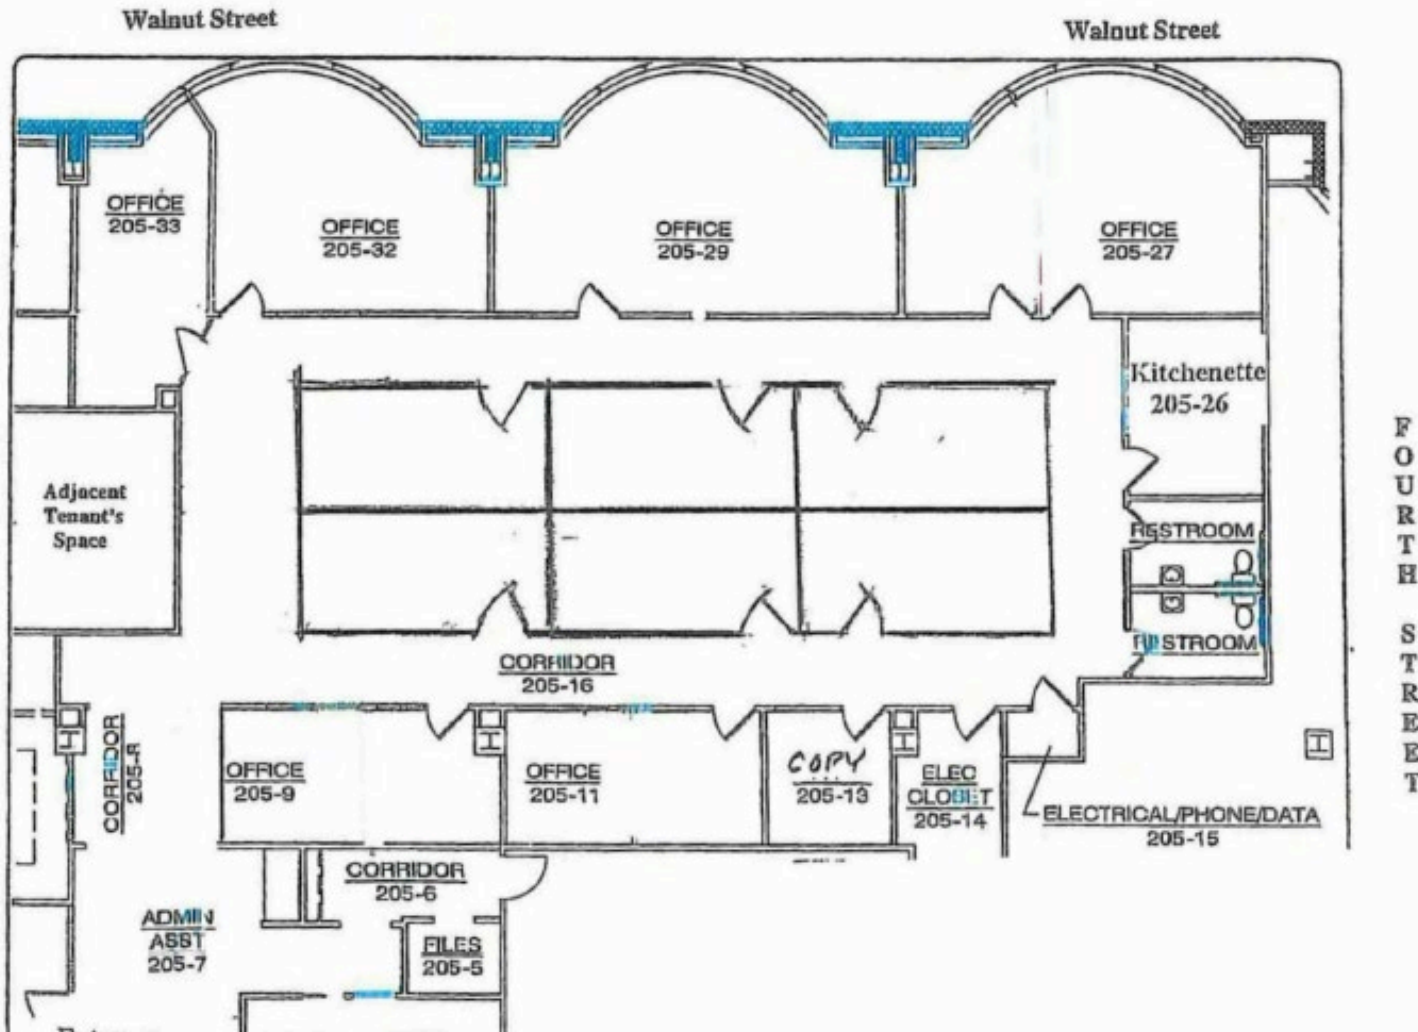 Walnut Street
Walnut Street
OFFICE
205-33
OFFICE
205-32
OFFICE
205-29
OFFICE
205-27
Kitchenette
205-26
Adjacent
Tenant's
Space
RESTROOM
RESTROOM
FOURTH STREET
CORRIDOR
205-16
CORRIDOR
205-R
OFFICE
205-9
OFFICE
205-11
COPY
205-13
ELEC
CLOSET
205-14
ELECTRICAL/PHONE/DATA
205-15
CORRIDOR
205-6
ADMIN
ASST
205-7
FILES
205-5